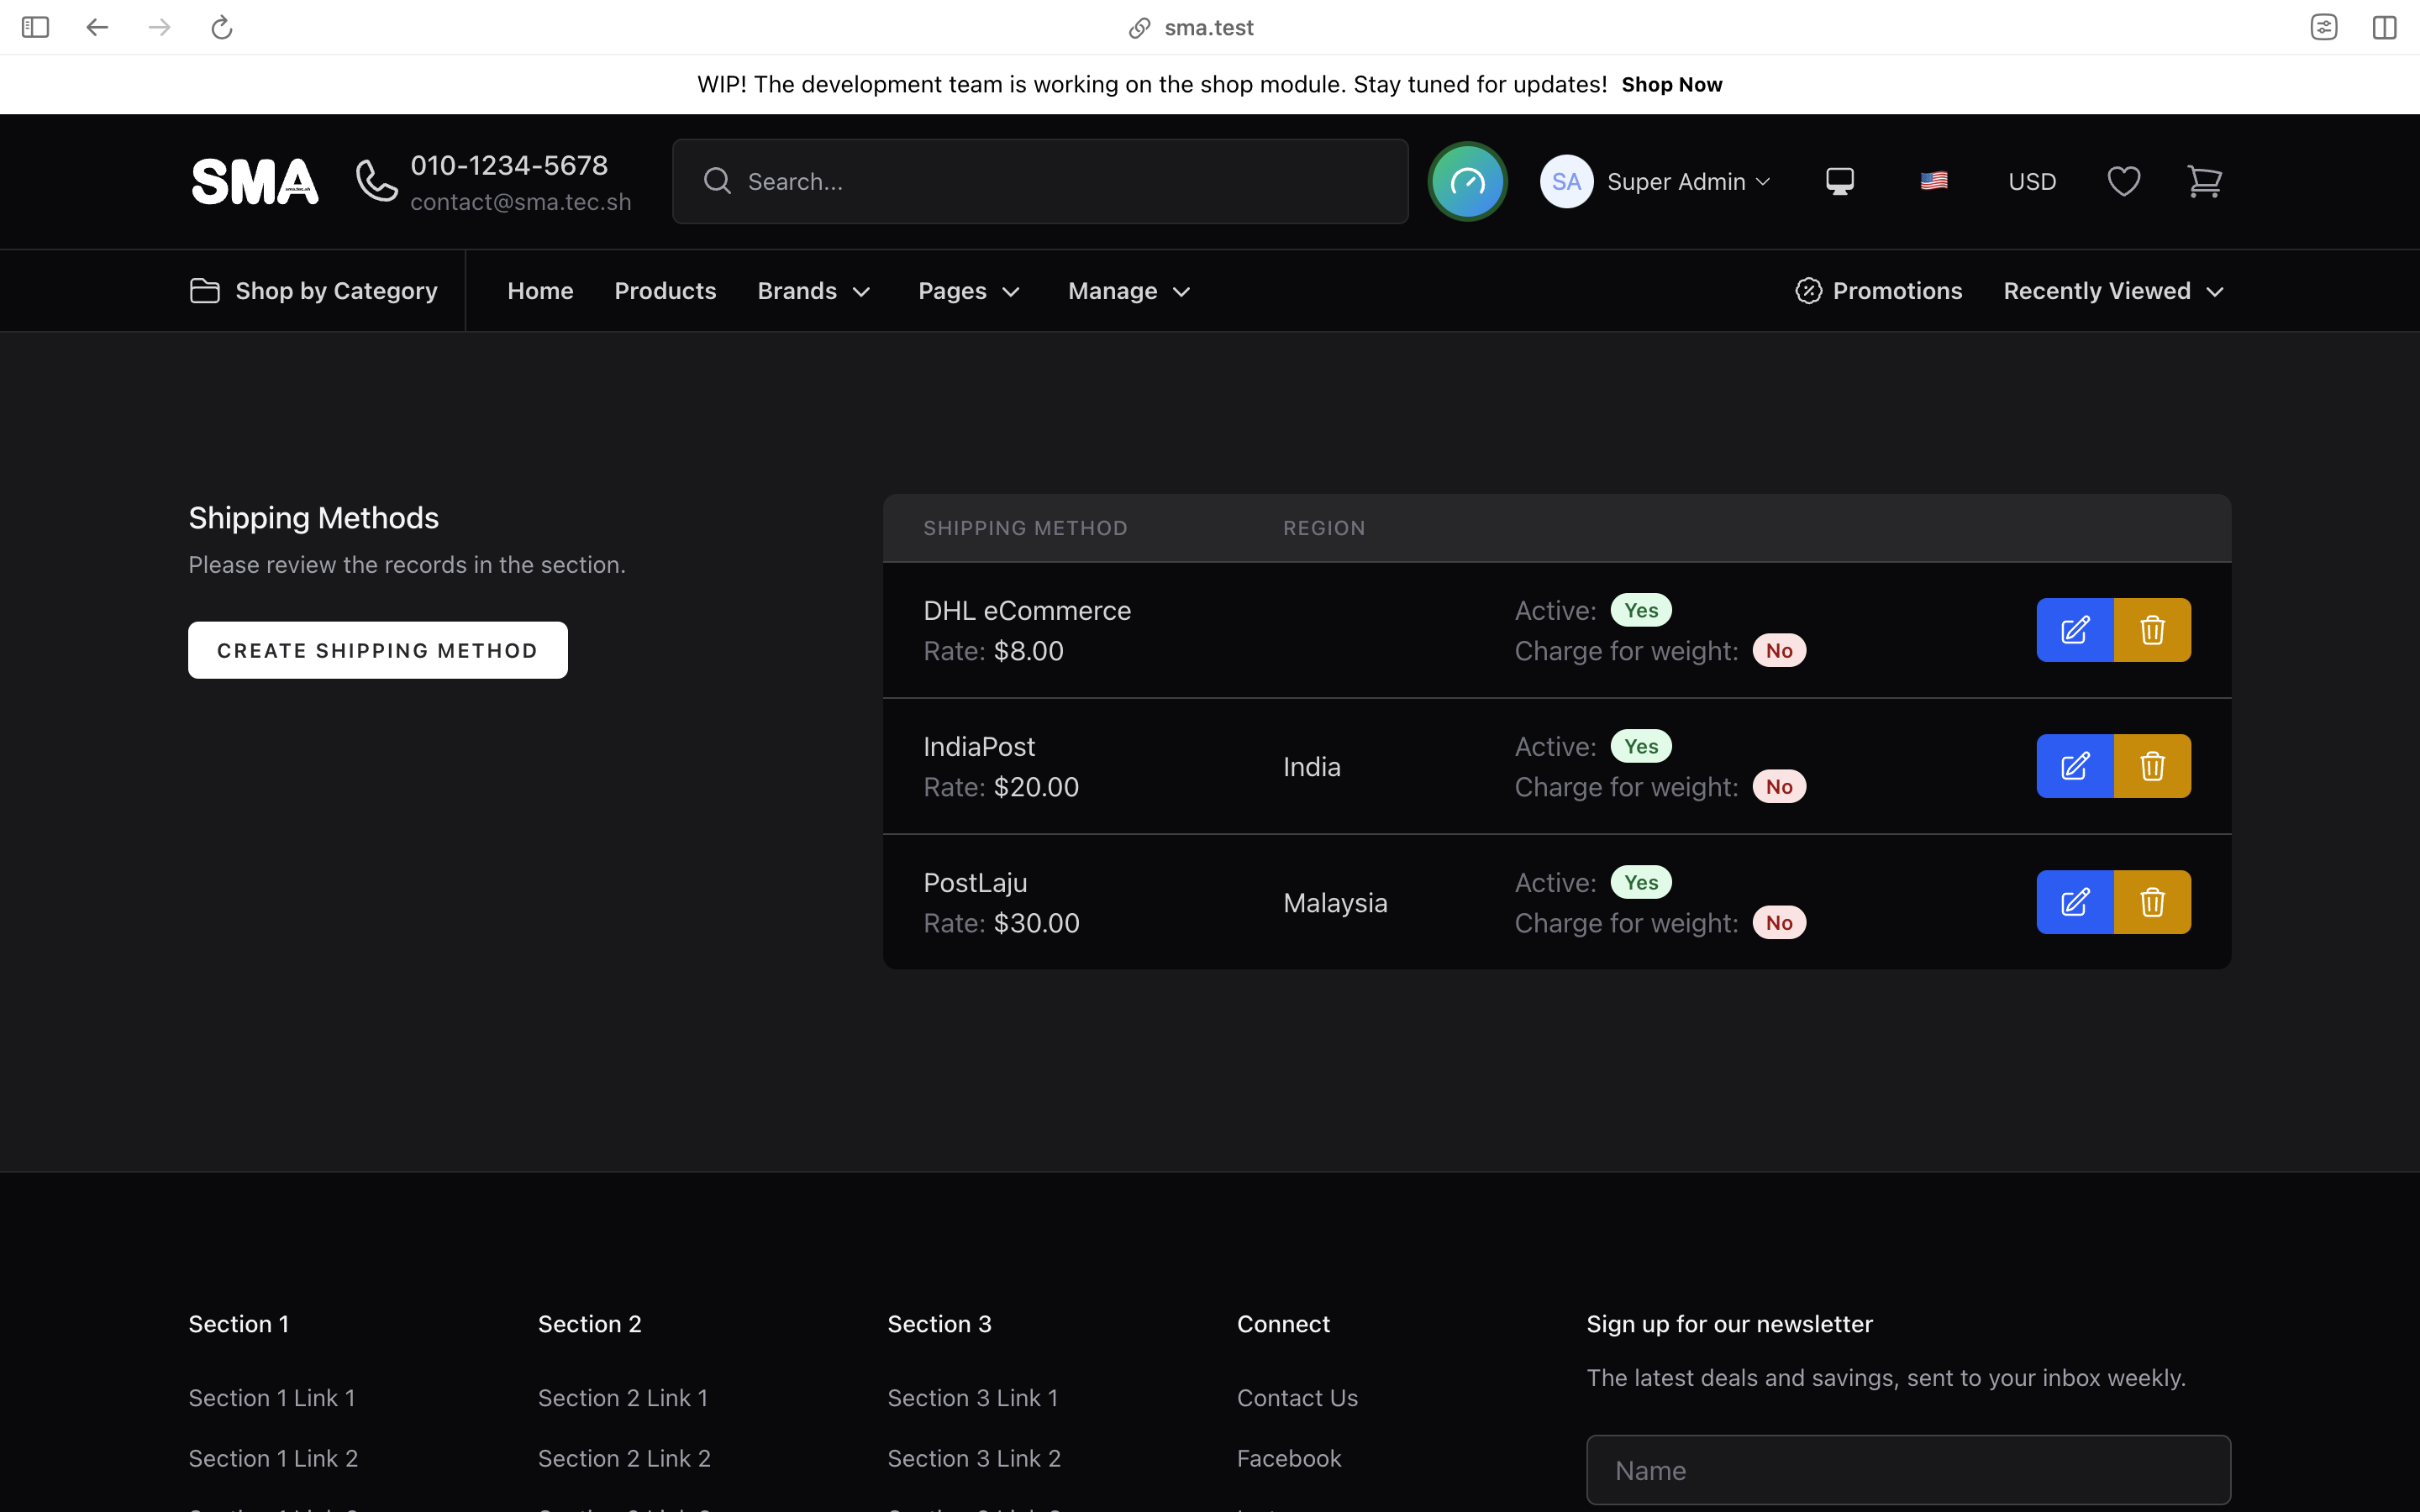 sma.test
WIP! The development team is working on the shop module. Stay tuned for updates! Shop Now
SMA
010-1234-5678
contact@sma.tec.sh
Search...
SA Super Admin
USD
Shop by Category
Home
Products
Brands
Pages
Manage
Promotions
Recently Viewed
Shipping Methods
Please review the records in the section.
CREATE SHIPPING METHOD
SHIPPING METHOD REGION
DHL eCommerce
Rate: $8.00
Active: Yes
Charge for weight: No
IndiaPost
Rate: $20.00
India
Active: Yes
Charge for weight: No
PostLaju
Rate: $30.00
Malaysia
Active: Yes
Charge for weight: No
Section 1
Section 1 Link 1
Section 1 Link 2
Section 2
Section 2 Link 1
Section 2 Link 2
Section 3
Section 3 Link 1
Section 3 Link 2
Connect
Contact Us
Facebook
Sign up for our newsletter
The latest deals and savings, sent to your inbox weekly.
Name